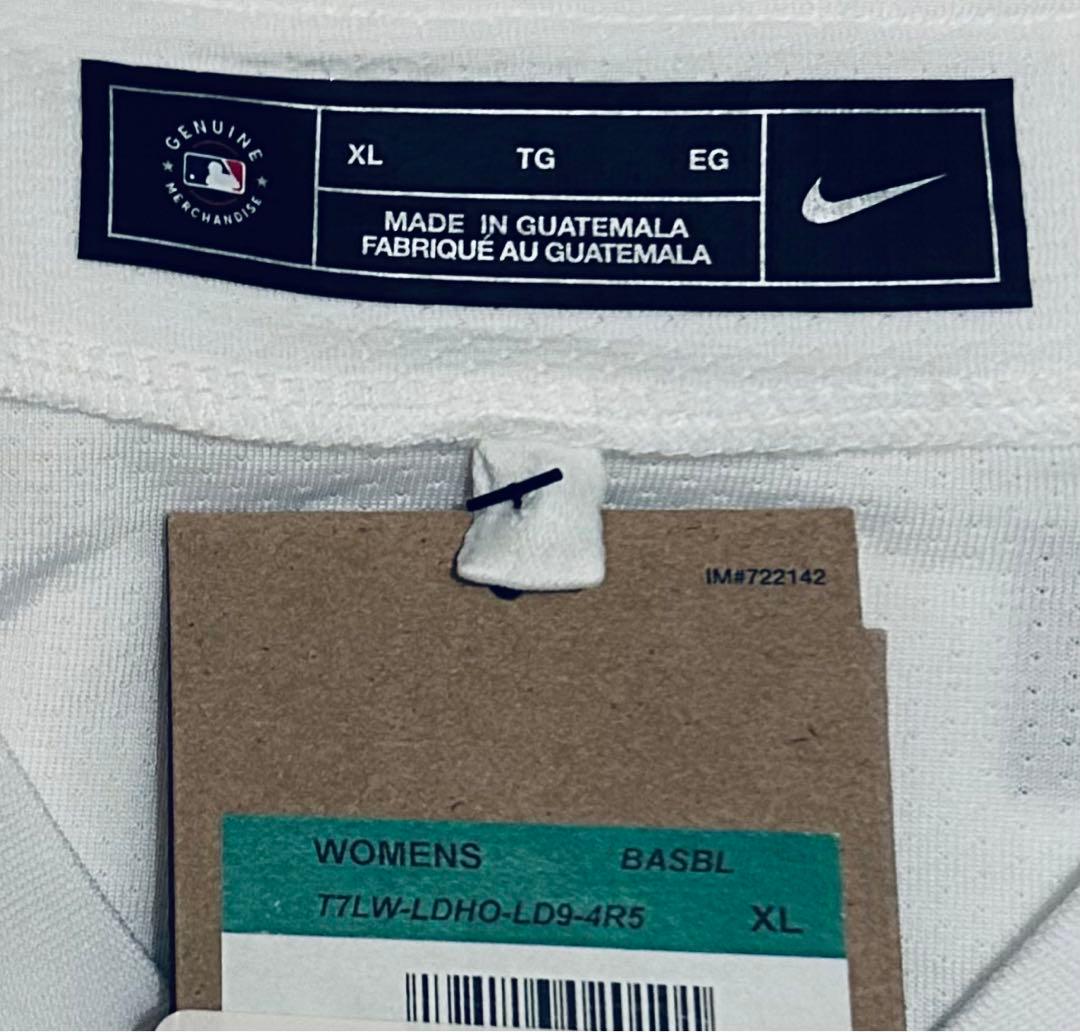 GENUINE
MERCHANDISE
XL TG EG
MADE IN GUATEMALA
FABRIQUÉ AU GUATEMALA
IM#722142
WOMENS BASBL
T7LW-LDHO-LD9-4R5 XL